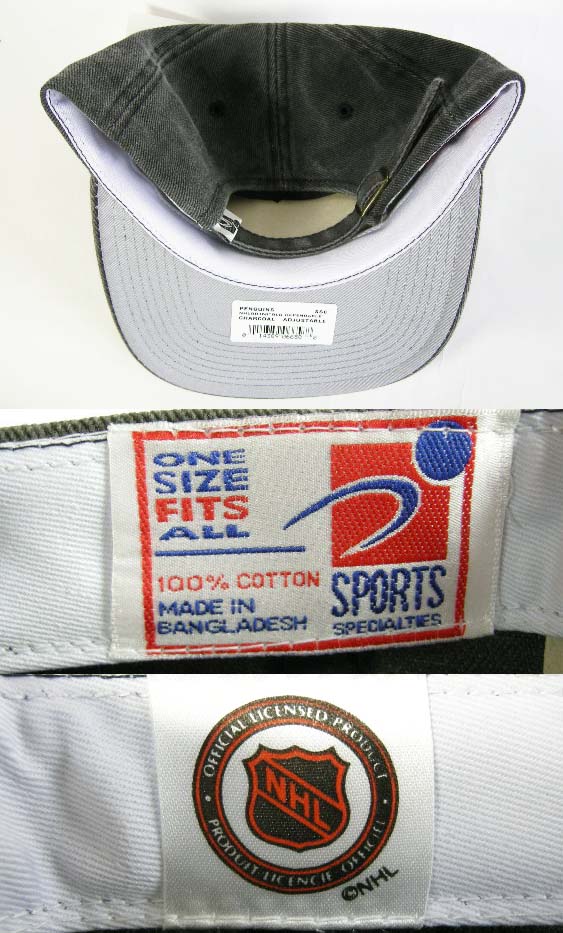 PENGUINS
CHARCOAL ADJUSTABLE
ONE
SIZE
FITS
ALL
100% COTTON
MADE IN
BANGLADESH
SPORTS
SPECIALTIES
OFFICIAL LICENSED PRODUCT
NHL
PRODUIT LICENCIE OFFICIEL
©NHL